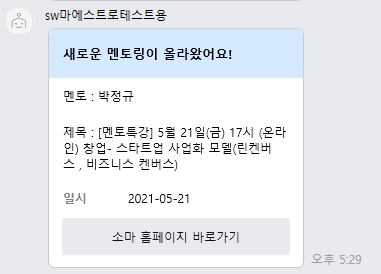 sw마에스트로테스트용
새로운 멘토링이 올라왔어요!
멘토 : 박정규
제목 : [멘토특강] 5월 21일(금) 17시 (온라
인) 창업- 스타트업 사업화 모델(린켄버
스 , 비즈니스 켄버스)
일시 2021-05-21
소마 홈페이지 바로가기
오후 5:29